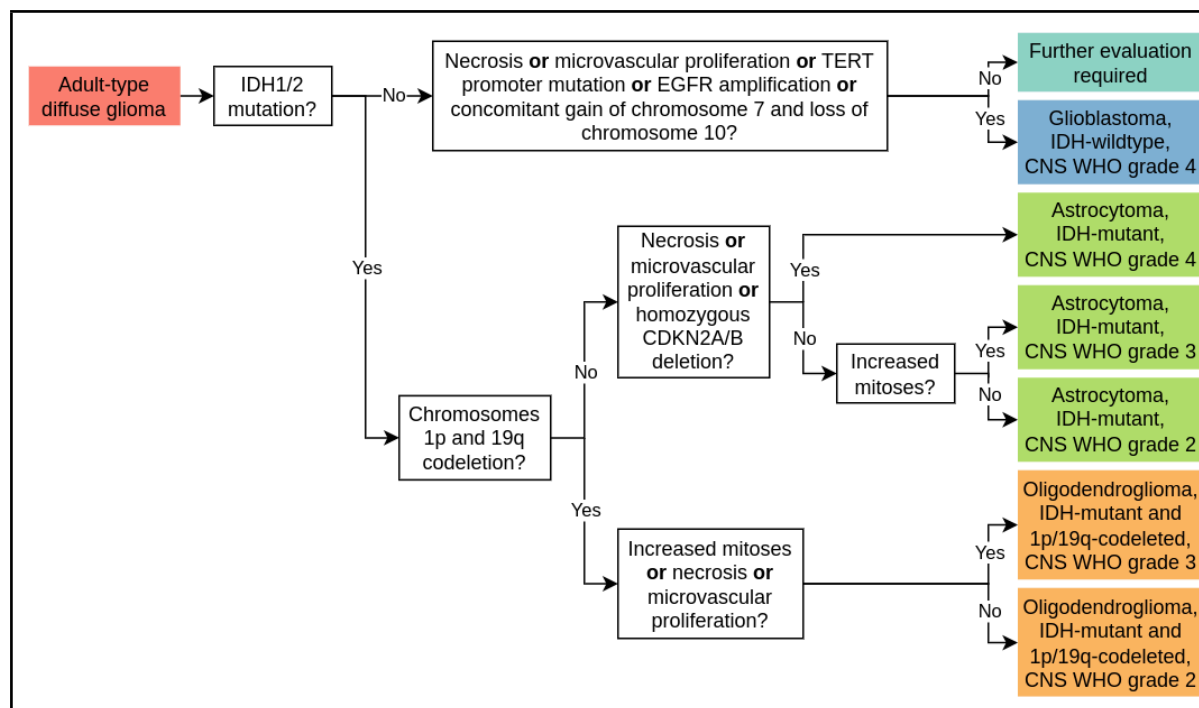 Adult-type
diffuse glioma
IDH1/2
mutation?
No
Necrosis or microvascular proliferation or TERT
promoter mutation or EGFR amplification or
concomitant gain of chromosome 7 and loss of
chromosome 10?
No
Further evaluation
required
Yes
Glioblastoma,
IDH-wildtype,
CNS WHO grade 4
Yes
Chromosomes
1p and 19q
codeletion?
No
Necrosis or
microvascular
proliferation or
homozygous
CDKN2A/B
deletion?
Yes
Astrocytoma,
IDH-mutant,
CNS WHO grade 4
No
Increased
mitoses?
Yes
Astrocytoma,
IDH-mutant,
CNS WHO grade 3
No
Astrocytoma,
IDH-mutant,
CNS WHO grade 2
Yes
Increased mitoses
or necrosis or
microvascular
proliferation?
Yes
Oligodendroglioma,
IDH-mutant and
1p/19q-codeleted,
CNS WHO grade 3
No
Oligodendroglioma,
IDH-mutant and
1p/19q-codeleted,
CNS WHO grade 2